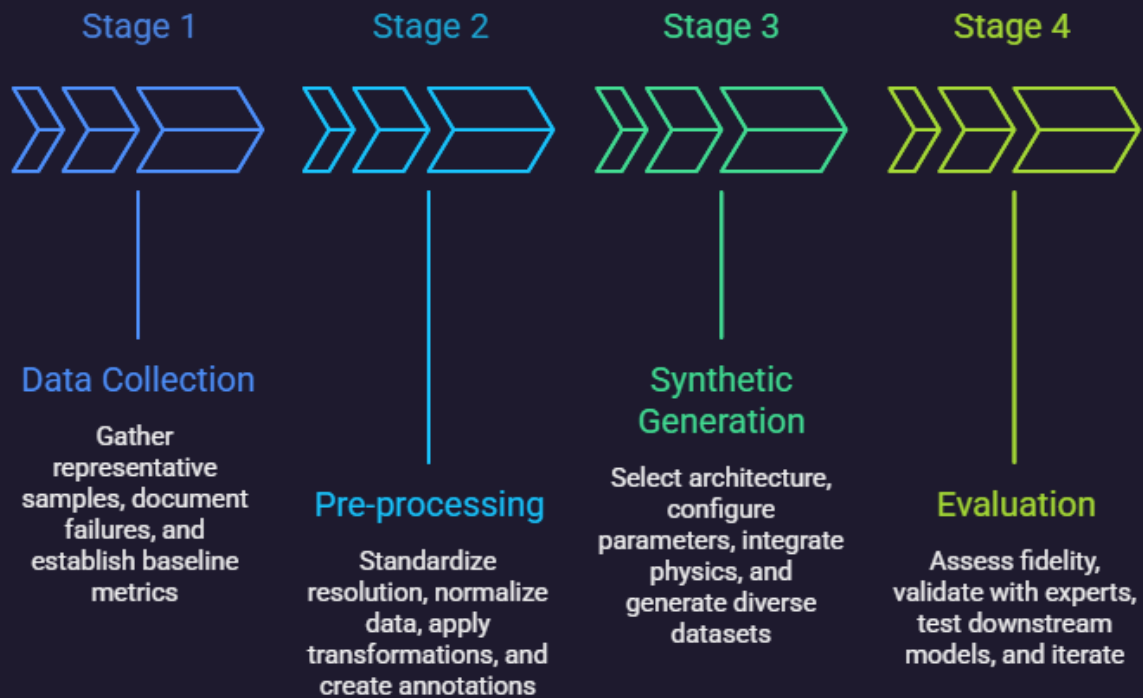 Stage 1
Stage 2
Stage 3
Stage 4
Data Collection
Gather
representative
samples, document
failures, and
establish baseline
metrics
Pre-processing
Standardize
resolution, normalize
data, apply
transformations, and
create annotations
Synthetic
Generation
Select architecture,
configure
parameters, integrate
physics, and
generate diverse
datasets
Evaluation
Assess fidelity,
validate with experts,
test downstream
models, and iterate